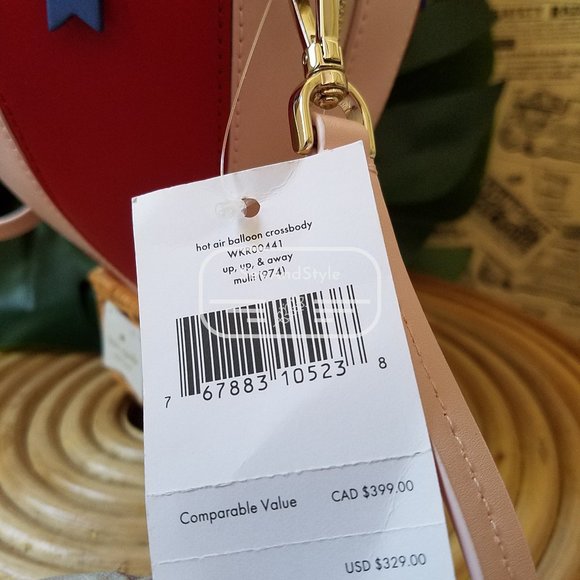 hot air balloon crossbody
WKR00441
up, up, & away
multi (974)
7 67883 10523 8
Comparable Value CAD $399.00
USD $329.00